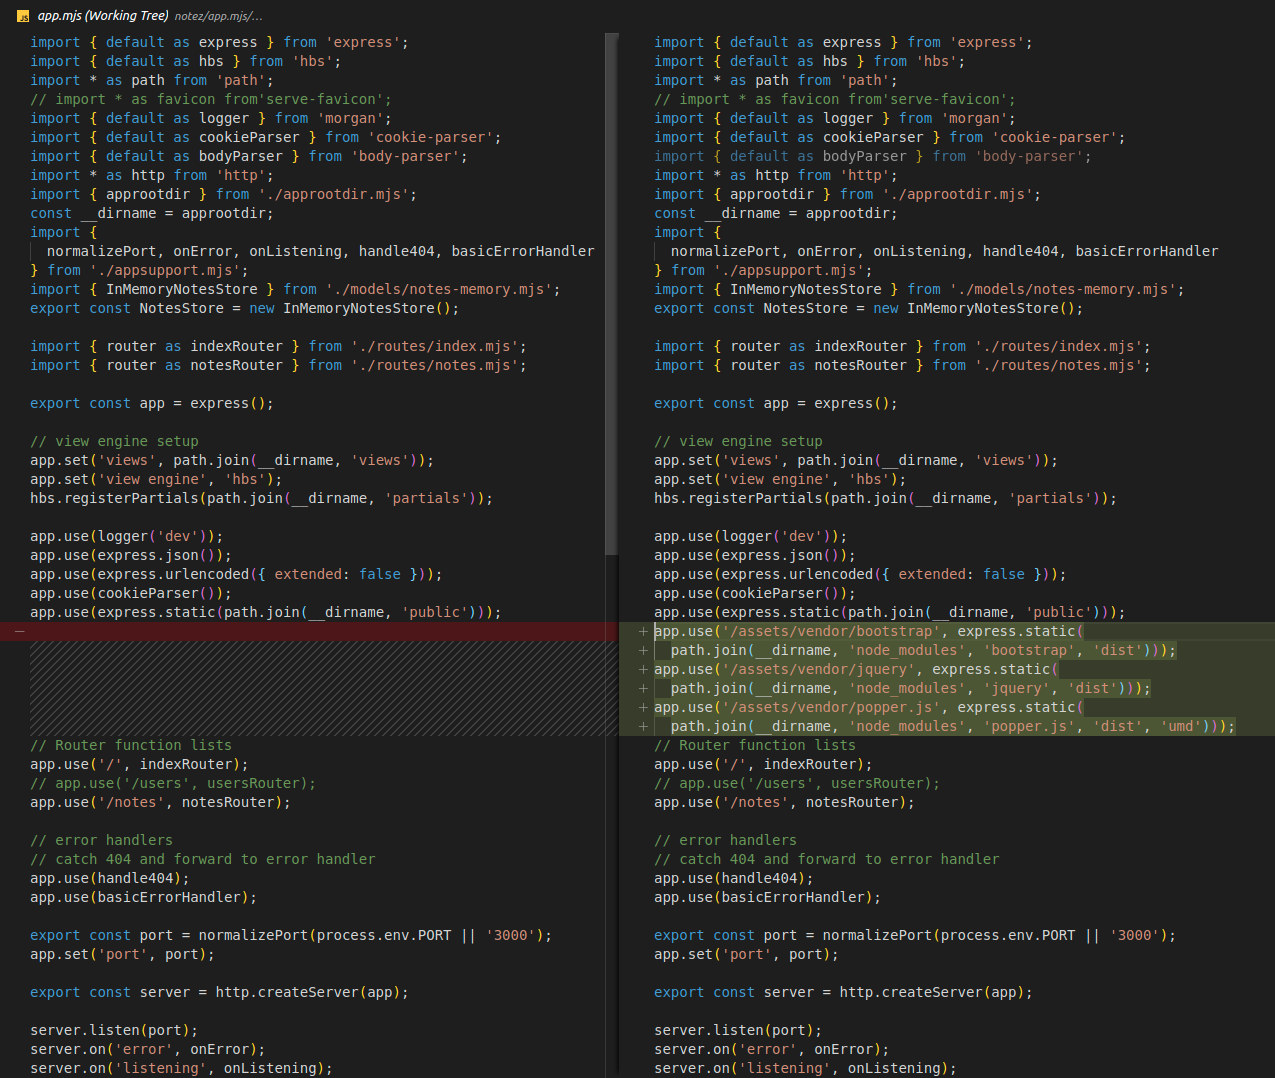 app.mjs (Working Tree) notez/app.mjs/...
import { default as express } from 'express';
import { default as hbs } from 'hbs';
import * as path from 'path';
// import * as favicon from'serve-favicon';
import { default as logger } from 'morgan';
import { default as cookieParser } from 'cookie-parser';
import { default as bodyParser } from 'body-parser';
import * as http from 'http';
import { approotdir } from './approotdir.mjs';
const __dirname = approotdir;
import {
  normalizePort, onError, onListening, handle404, basicErrorHandler
} from './appsupport.mjs';
import { InMemoryNotesStore } from './models/notes-memory.mjs';
export const NotesStore = new InMemoryNotesStore();

import { router as indexRouter } from './routes/index.mjs';
import { router as notesRouter } from './routes/notes.mjs';

export const app = express();

// view engine setup
app.set('views', path.join(__dirname, 'views'));
app.set('view engine', 'hbs');
hbs.registerPartials(path.join(__dirname, 'partials'));

app.use(logger('dev'));
app.use(express.json());
app.use(express.urlencoded({ extended: false }));
app.use(cookieParser());
app.use(express.static(path.join(__dirname, 'public')));
−
// Router function lists
app.use('/', indexRouter);
// app.use('/users', usersRouter);
app.use('/notes', notesRouter);

// error handlers
// catch 404 and forward to error handler
app.use(handle404);
app.use(basicErrorHandler);

export const port = normalizePort(process.env.PORT || '3000');
app.set('port', port);

export const server = http.createServer(app);

server.listen(port);
server.on('error', onError);
server.on('listening', onListening);
import { default as express } from 'express';
import { default as hbs } from 'hbs';
import * as path from 'path';
// import * as favicon from'serve-favicon';
import { default as logger } from 'morgan';
import { default as cookieParser } from 'cookie-parser';
import { default as bodyParser } from 'body-parser';
import * as http from 'http';
import { approotdir } from './approotdir.mjs';
const __dirname = approotdir;
import {
  normalizePort, onError, onListening, handle404, basicErrorHandler
} from './appsupport.mjs';
import { InMemoryNotesStore } from './models/notes-memory.mjs';
export const NotesStore = new InMemoryNotesStore();

import { router as indexRouter } from './routes/index.mjs';
import { router as notesRouter } from './routes/notes.mjs';

export const app = express();

// view engine setup
app.set('views', path.join(__dirname, 'views'));
app.set('view engine', 'hbs');
hbs.registerPartials(path.join(__dirname, 'partials'));

app.use(logger('dev'));
app.use(express.json());
app.use(express.urlencoded({ extended: false }));
app.use(cookieParser());
app.use(express.static(path.join(__dirname, 'public')));
+ app.use('/assets/vendor/bootstrap', express.static(
+   path.join(__dirname, 'node_modules', 'bootstrap', 'dist')));
+ app.use('/assets/vendor/jquery', express.static(
+   path.join(__dirname, 'node_modules', 'jquery', 'dist')));
+ app.use('/assets/vendor/popper.js', express.static(
+   path.join(__dirname, 'node_modules', 'popper.js', 'dist', 'umd')));
// Router function lists
app.use('/', indexRouter);
// app.use('/users', usersRouter);
app.use('/notes', notesRouter);

// error handlers
// catch 404 and forward to error handler
app.use(handle404);
app.use(basicErrorHandler);

export const port = normalizePort(process.env.PORT || '3000');
app.set('port', port);

export const server = http.createServer(app);

server.listen(port);
server.on('error', onError);
server.on('listening', onListening);